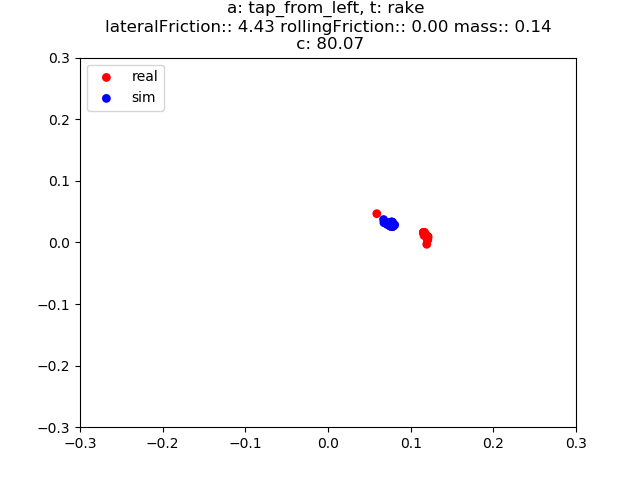 a: tap_from_left, t: rake
lateralFriction:: 4.43 rollingFriction:: 0.00 mass:: 0.14
c: 80.07
real
sim
0.3
0.2
0.1
0.0
−0.1
−0.2
−0.3
−0.3 −0.2 −0.1 0.0 0.1 0.2 0.3